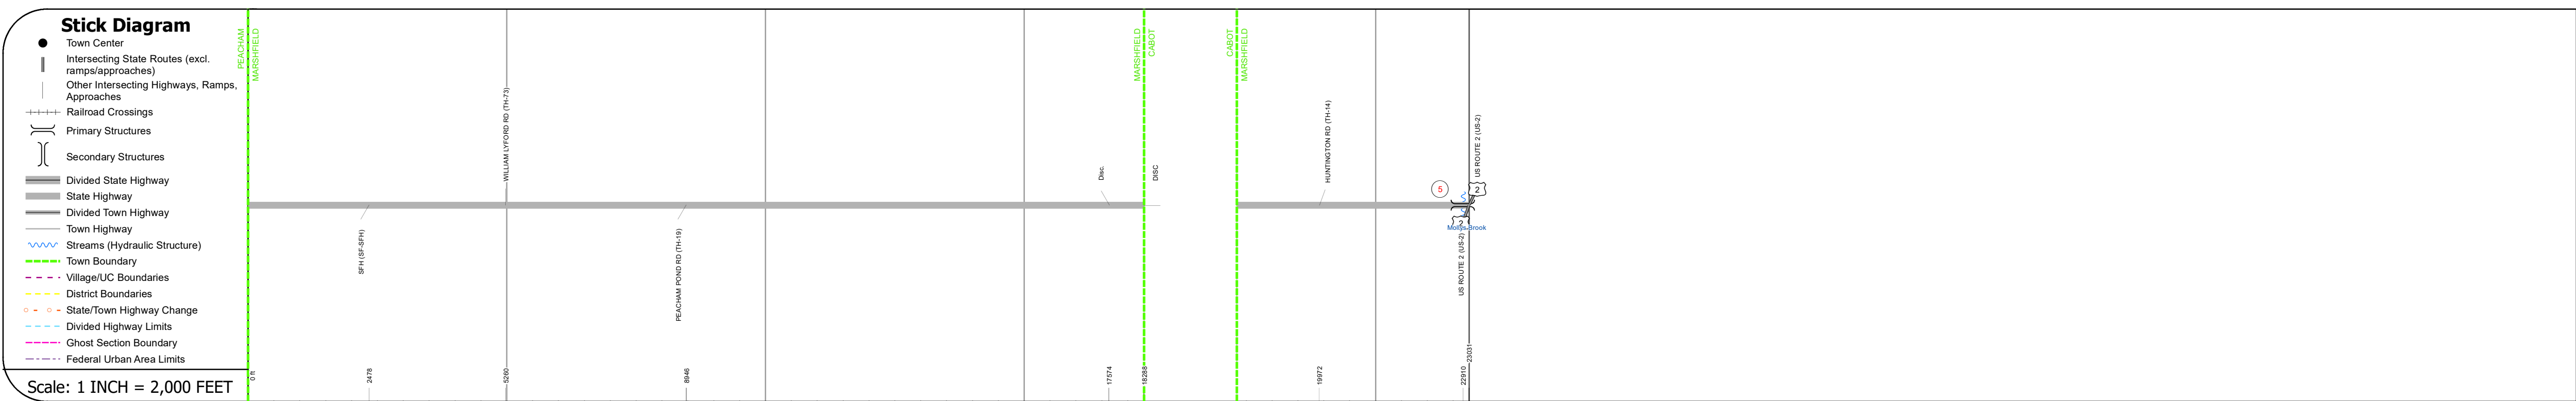 Stick Diagram
Town Center
Intersecting State Routes (excl.
ramps/approaches)
Other Intersecting Highways, Ramps,
Approaches
Railroad Crossings
Primary Structures
Secondary Structures
Divided State Highway
State Highway
Divided Town Highway
Town Highway
Streams (Hydraulic Structure)
Town Boundary
Village/UC Boundaries
District Boundaries
State/Town Highway Change
Divided Highway Limits
Ghost Section Boundary
Federal Urban Area Limits
Scale: 1 INCH = 2,000 FEET
PEACHAM
MARSHFIELD
SFH (SF-SFH)
WILLIAM LYFORD RD (TH-73)
PEACHAM POND RD (TH-19)
Disc.
MARSHFIELD
CABOT
DISC
CABOT
MARSHFIELD
HUNTINGTON RD (TH-14)
5
2
US ROUTE 2 (US-2)
2
Mollys Brook
US ROUTE 2 (US-2)
0 ft
2478
5280
8946
17574
18288
19972
22910
23031